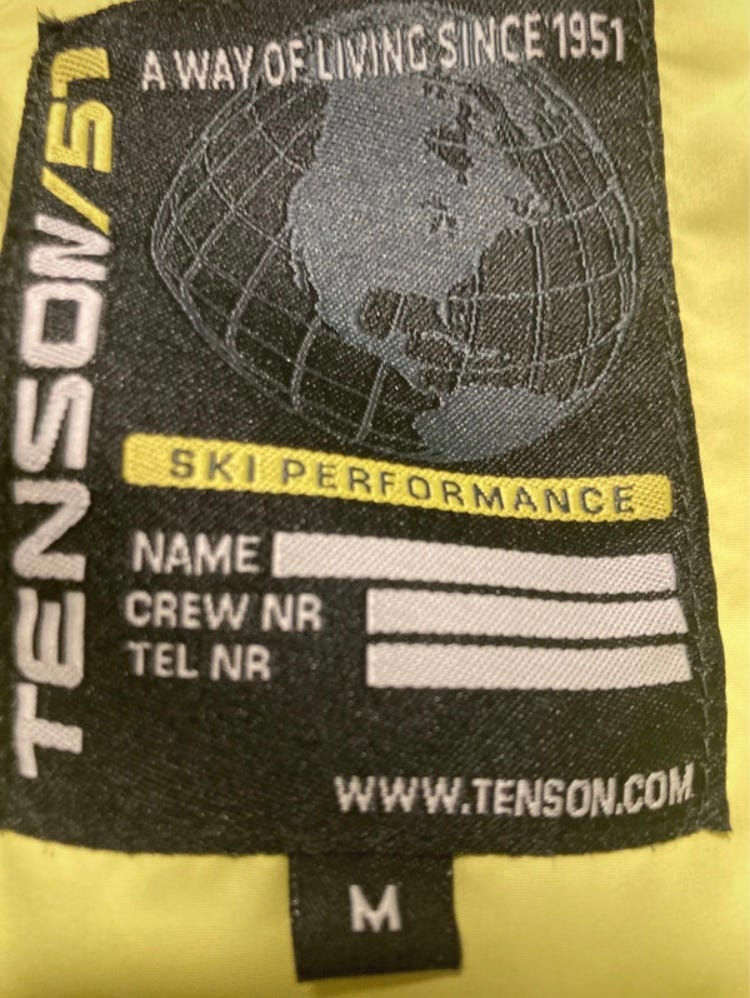 A WAY OF LIVING SINCE 1951
TENSON/51
SKI PERFORMANCE
NAME
CREW NR
TEL NR
WWW.TENSON.COM
M